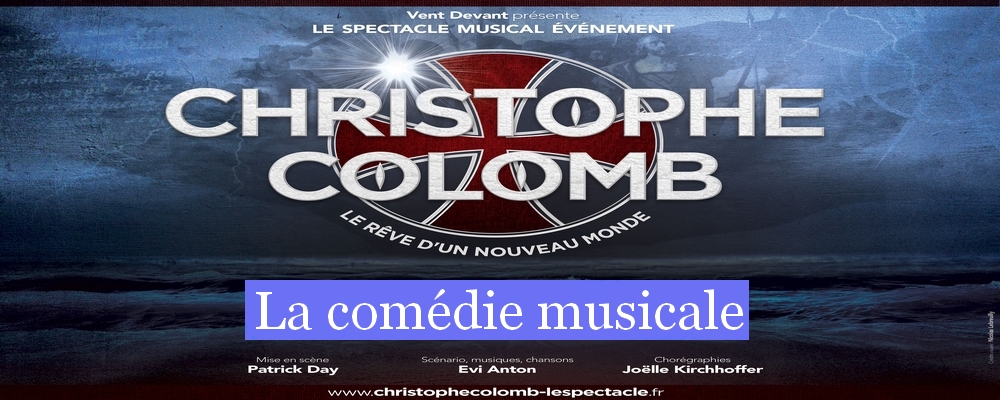 Vent Devant présente
LE SPECTACLE MUSICAL ÉVÉNEMENT
CHRISTOPHE
COLOMB
LE RÊVE D'UN NOUVEAU MONDE
La comédie musicale
Mise en scène
Patrick Day
Scénario, musiques, chansons
Evi Anton
Chorégraphies
Joëlle Kirchhoffer
www.christophecolomb-lespectacle.fr